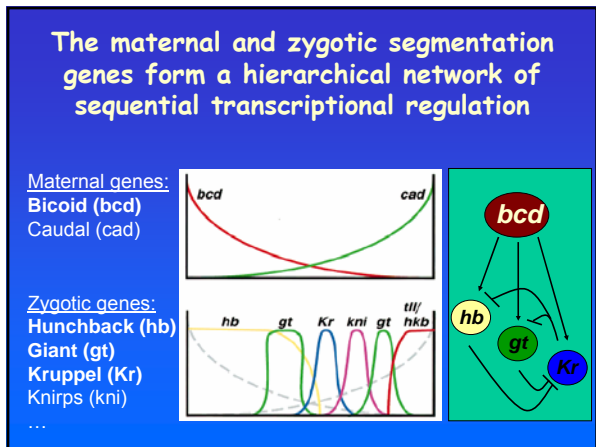 The maternal and zygotic segmentation
genes form a hierarchical network of
sequential transcriptional regulation
Maternal genes:
Bicoid (bcd)
Caudal (cad)
Zygotic genes:
Hunchback (hb)
Giant (gt)
Kruppel (Kr)
Knirps (kni)
…
bcd
cad
hb
gt
Kr
kni
gt
tll/
hkb
bcd
hb
gt
Kr